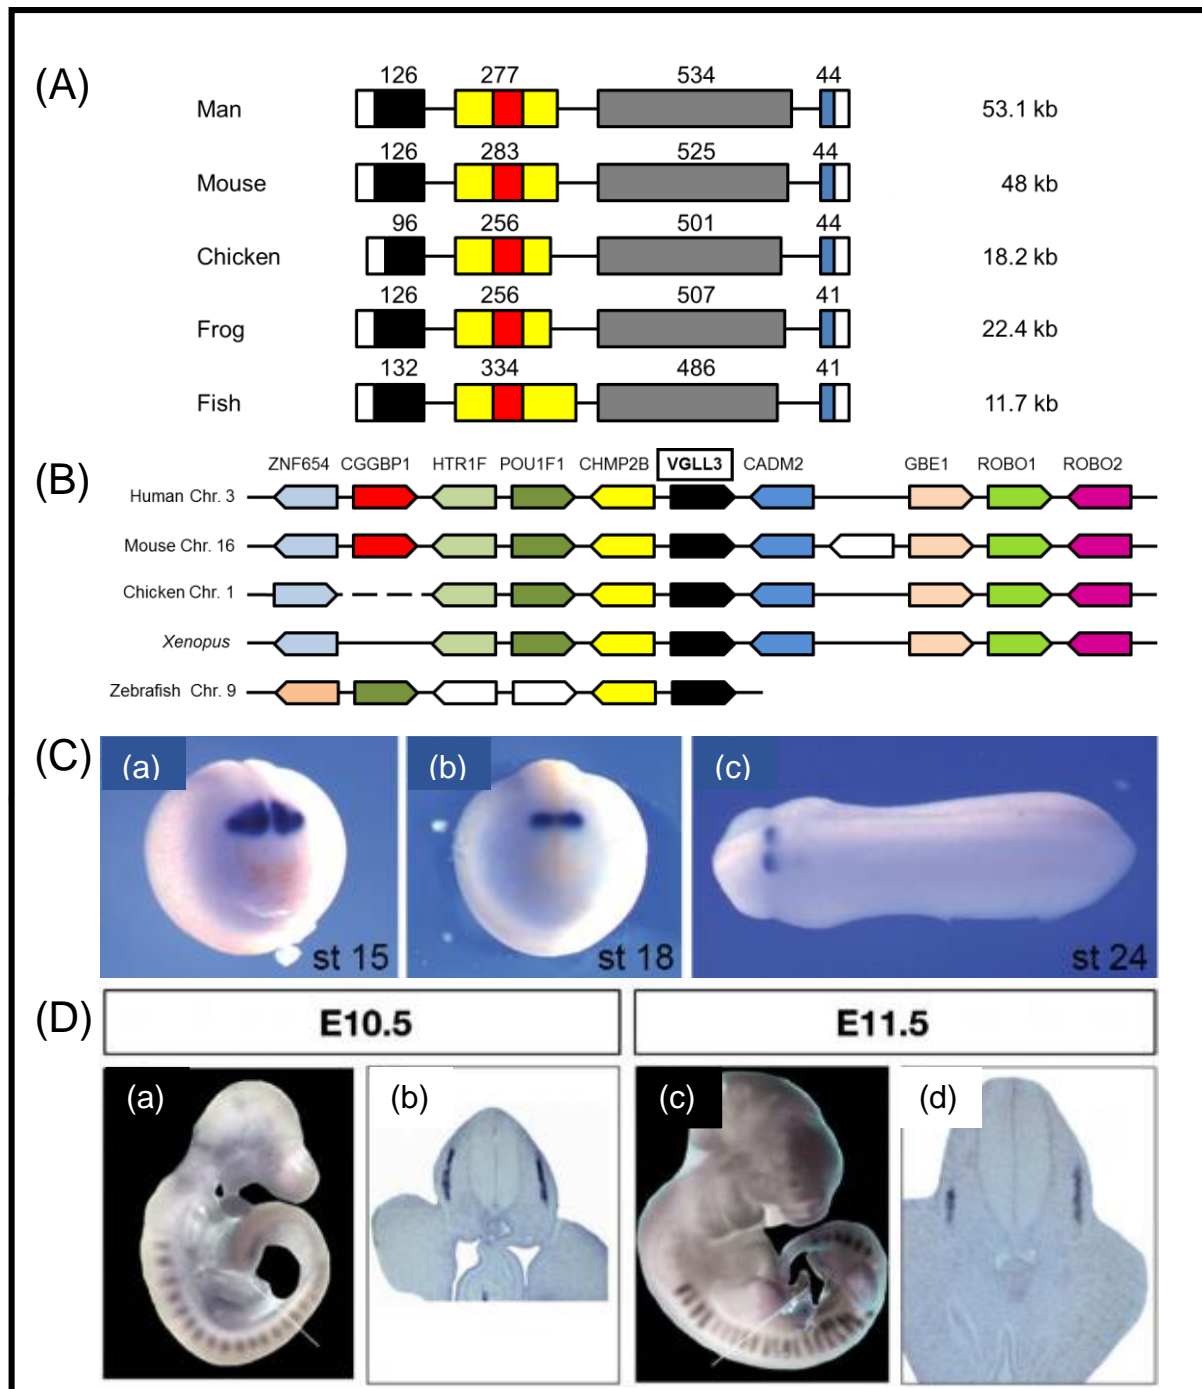 (A)
126 277 534 44
Man 53.1 kb
126 283 525 44
Mouse 48 kb
96 256 501 44
Chicken 18.2 kb
126 256 507 41
Frog 22.4 kb
132 334 486 41
Fish 11.7 kb
(B)
ZNF654 CGGBP1 HTR1F POU1F1 CHMP2B VGLL3 CADM2 GBE1 ROBO1 ROBO2
Human Chr. 3
Mouse Chr. 16
Chicken Chr. 1
Xenopus
Zebrafish Chr. 9
(C)
(a) (b) (c)
st 15 st 18 st 24
(D)
E10.5 E11.5
(a) (b) (c) (d)